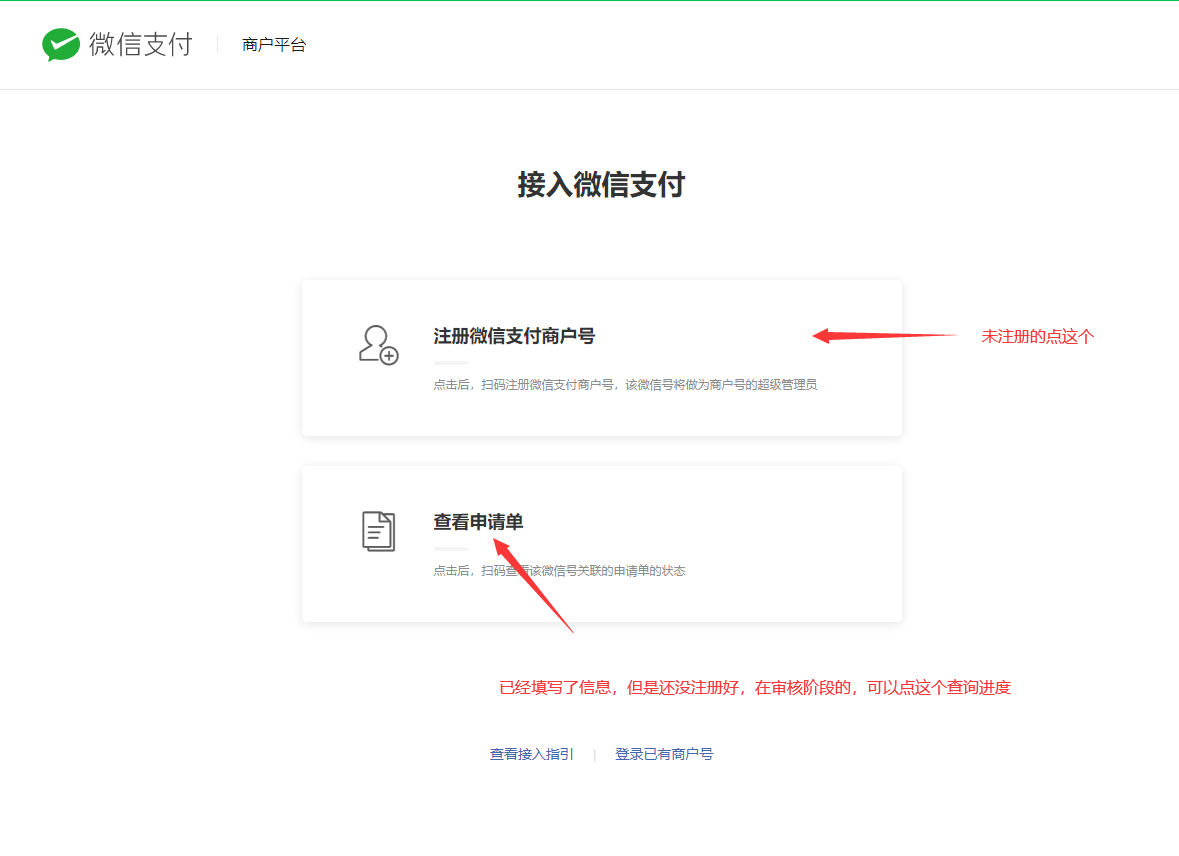 微信支付 商户平台
接入微信支付
注册微信支付商户号
未注册的点这个
点击后，扫码注册微信支付商户号，该微信号将做为商户号的超级管理员
查看申请单
点击后，扫码查看该微信号关联的申请单的状态
已经填写了信息，但是还没注册好，在审核阶段的，可以点这个查询进度
查看接入指引 | 登录已有商户号